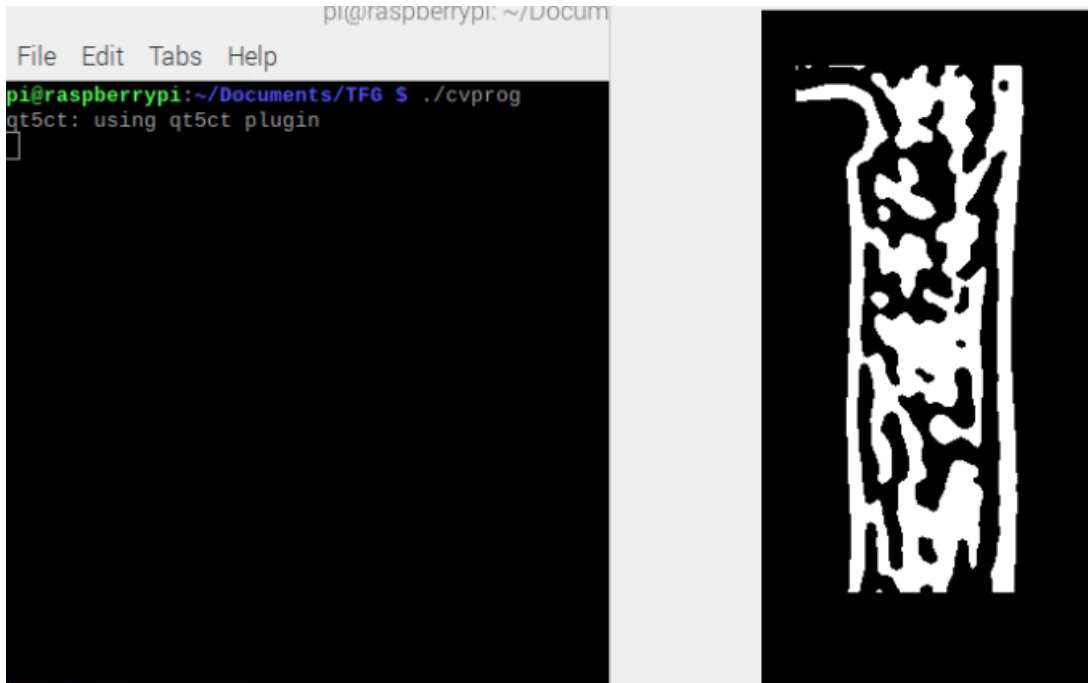 pi@raspberrypi: ~/Docum
File Edit Tabs Help
pi@raspberrypi:~/Documents/TFG $ ./cvprog
qt5ct: using qt5ct plugin